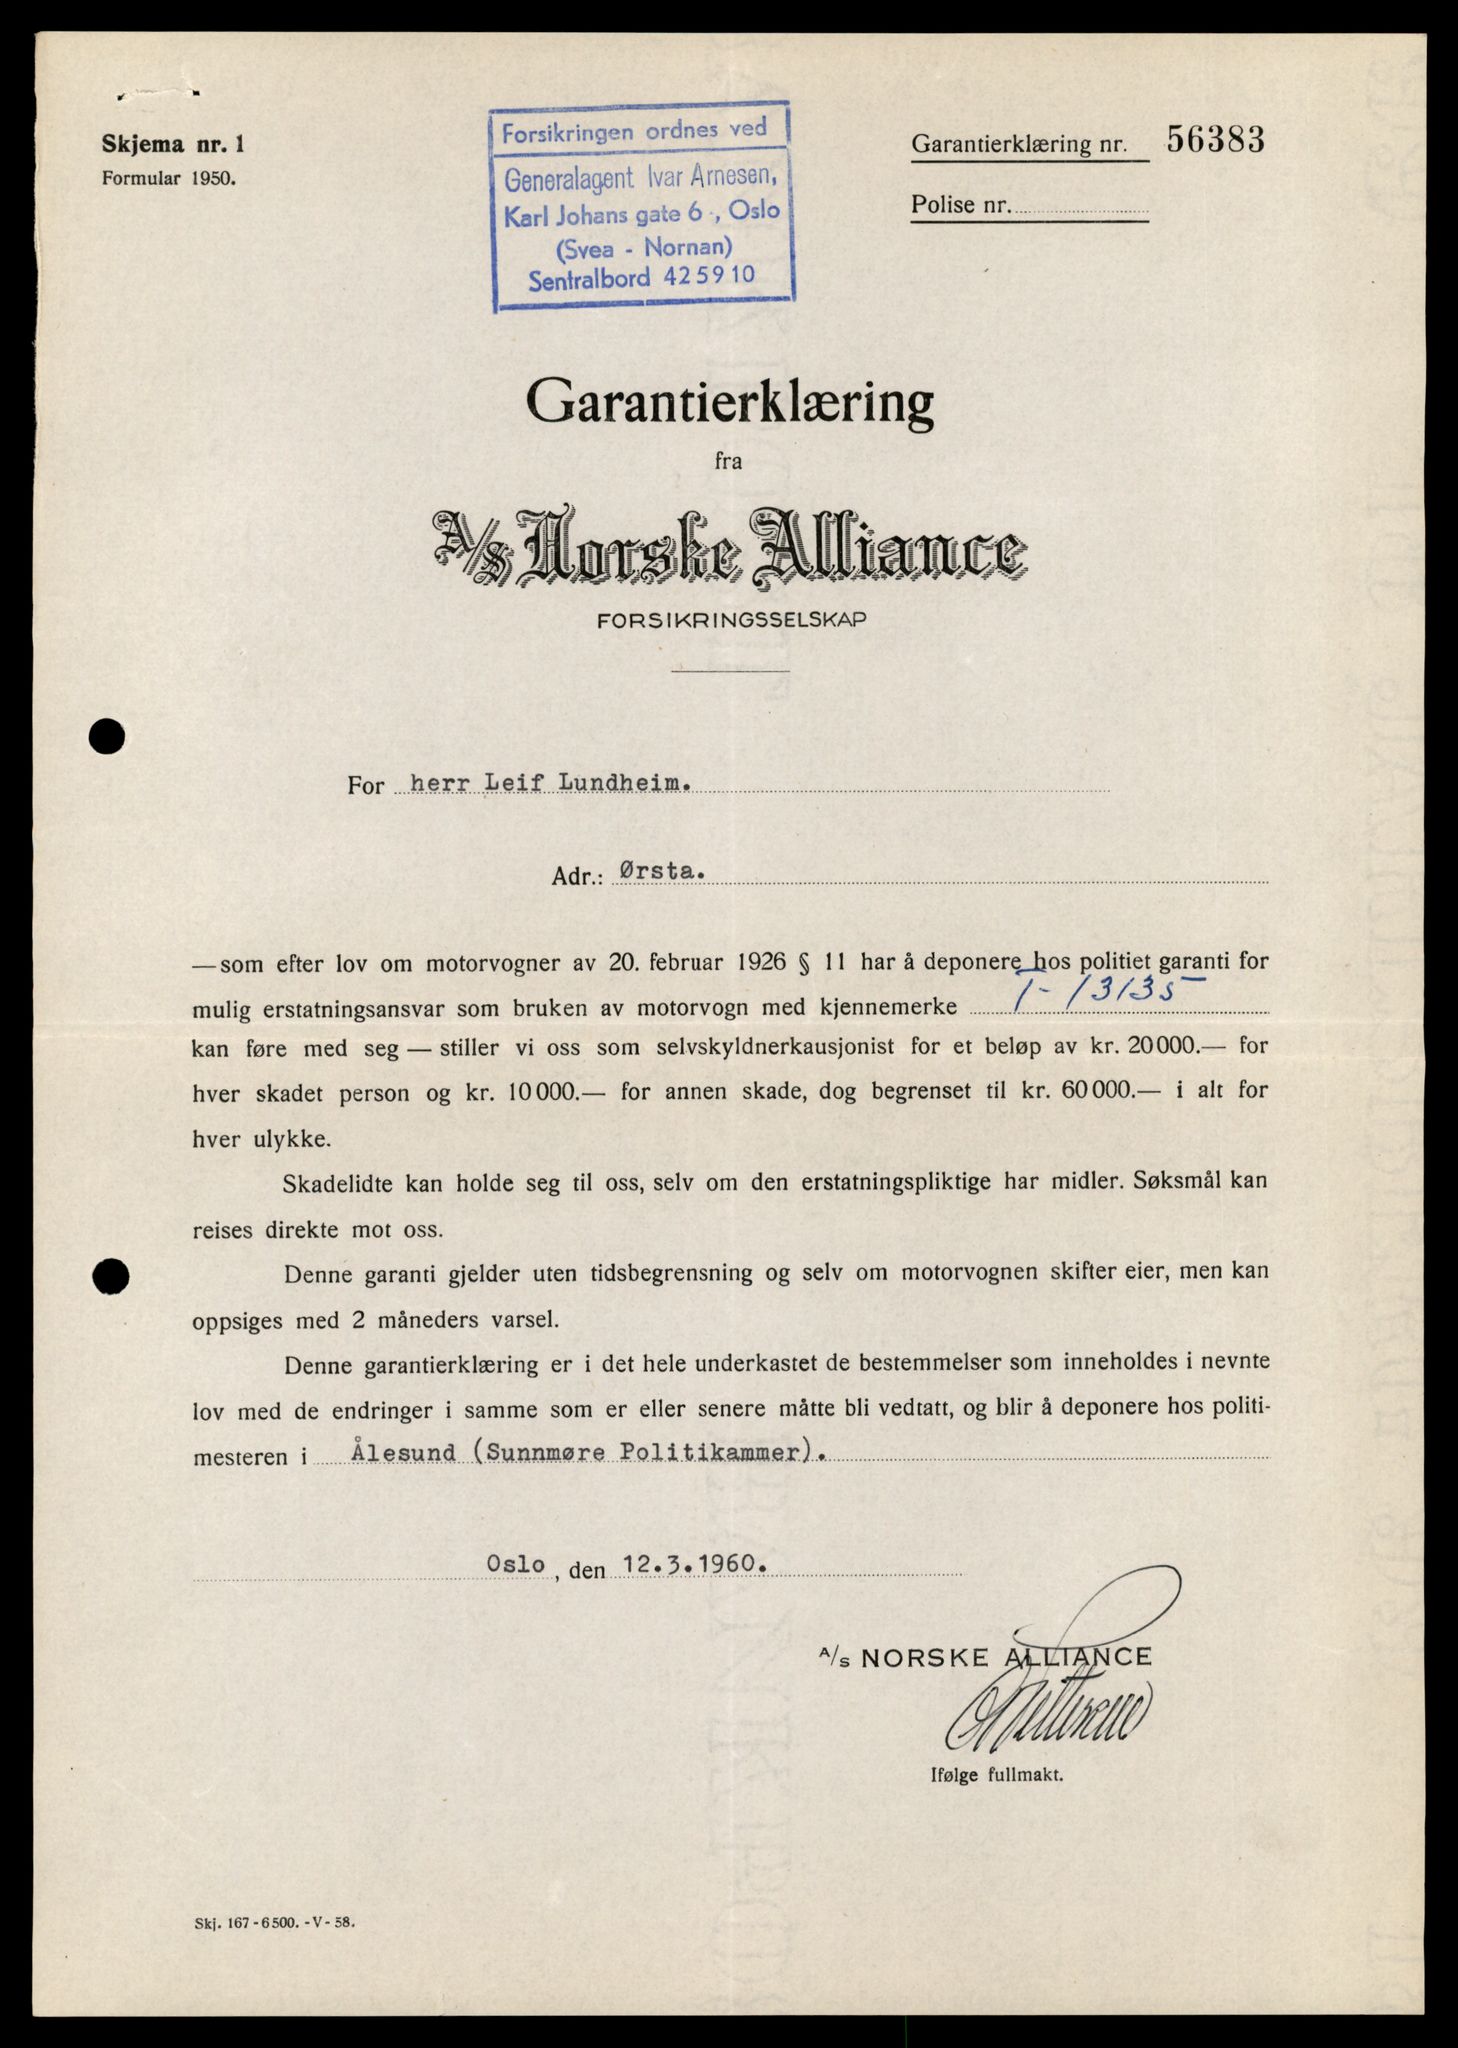 Skjema nr. 1
Formular 1950.
Forsikringen ordnes ved
Generalagent Ivar Arnesen,
Karl Johans gate 6 , Oslo
(Svea - Nornan)
Sentralbord 425910
Garantierklæring nr. 56383
Polise nr.
Garantierklæring
fra
A/S Norske Alliance
FORSIKRINGSSELSKAP
For herr Leif Lundheim.
Adr.: Ørsta.
— som efter lov om motorvogner av 20. februar 1926 § 11 har å deponere hos politiet garanti for
mulig erstatningsansvar som bruken av motorvogn med kjennemerke T- 13135
kan føre med seg — stiller vi oss som selvskyldnerkausjonist for et beløp av kr. 20 000.— for
hver skadet person og kr. 10 000.— for annen skade, dog begrenset til kr. 60 000.— i alt for
hver ulykke.
Skadelidte kan holde seg til oss, selv om den erstatningspliktige har midler. Søksmål kan
reises direkte mot oss.
Denne garanti gjelder uten tidsbegrensning og selv om motorvognen skifter eier, men kan
oppsiges med 2 måneders varsel.
Denne garantierklæring er i det hele underkastet de bestemmelser som inneholdes i nevnte
lov med de endringer i samme som er eller senere måtte bli vedtatt, og blir å deponere hos politi-
mesteren i Ålesund (Sunnmøre Politikammer).
Oslo, den 12.3.1960.
A/S NORSKE ALLIANCE
Ifølge fullmakt.
Skj. 167 - 6 500. - V - 58.